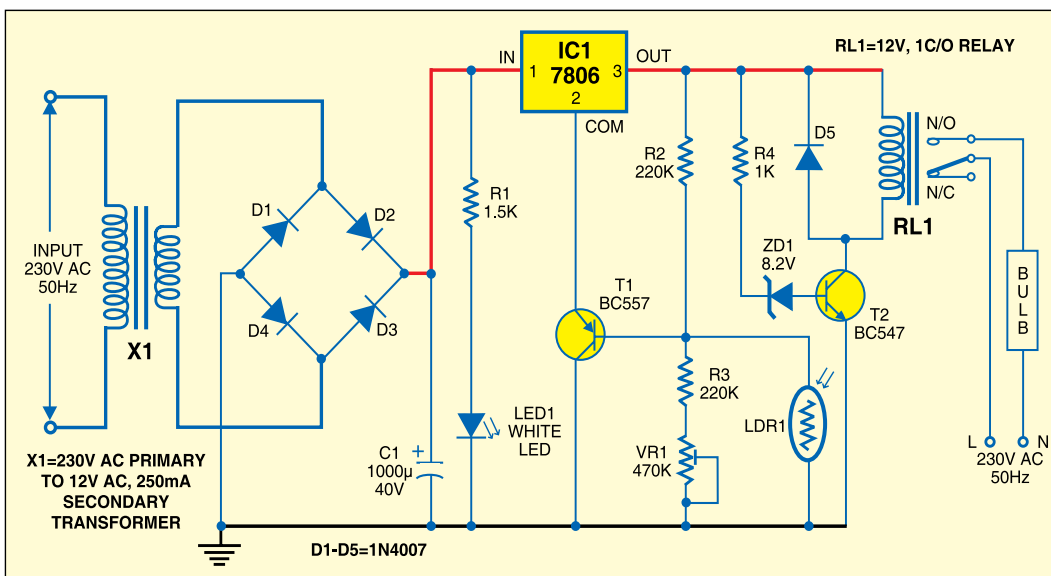 RL1=12V, 1C/O RELAY
IC1
7806
IN
1
3
OUT
2
COM
INPUT
230V AC
50Hz
X1
D1
D2
D4
D3
R1
1.5K
LED1
WHITE
LED
C1
+
1000µ
40V
R2
220K
R4
1K
D5
N/O
N/C
RL1
ZD1
8.2V
T1
BC557
T2
BC547
R3
220K
VR1
470K
LDR1
BULB
L
N
230V AC
50Hz
X1=230V AC PRIMARY
TO 12V AC, 250mA
SECONDARY
TRANSFORMER
D1-D5=1N4007